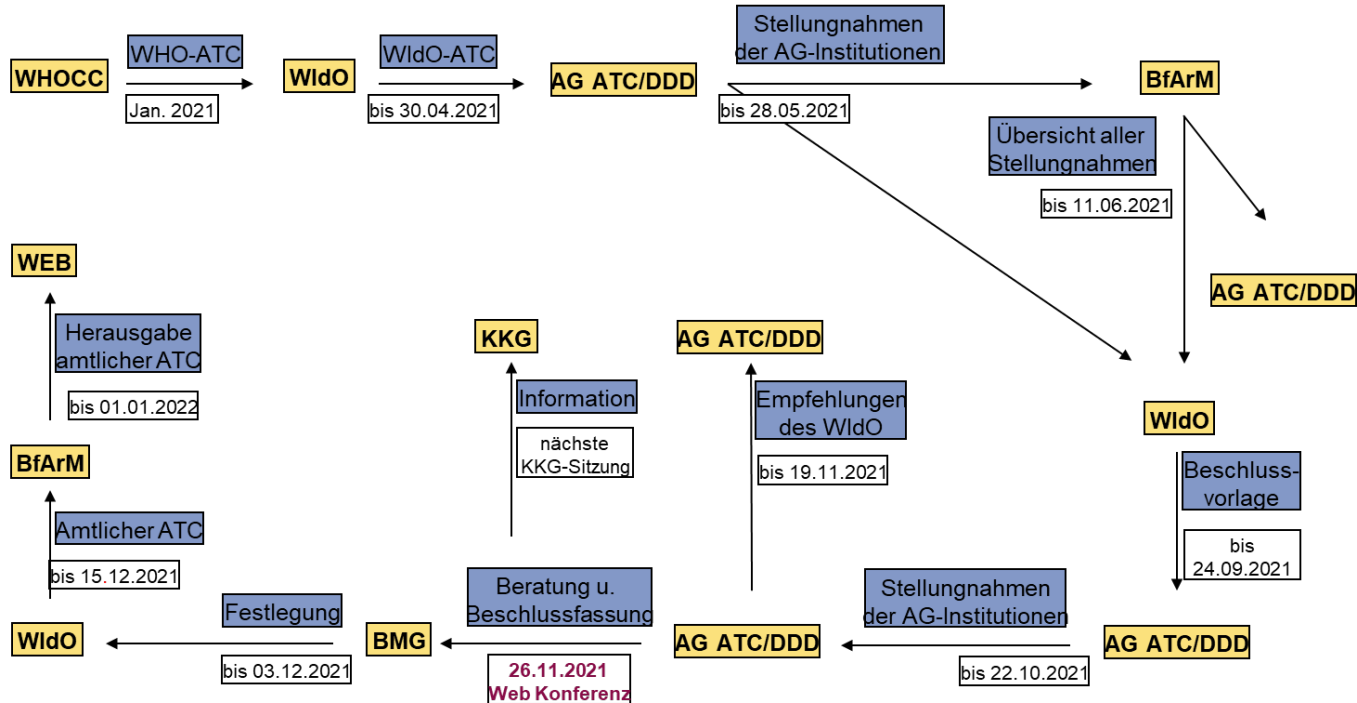 WHOCC
WHO-ATC
Jan. 2021
WIdO
WIdO-ATC
bis 30.04.2021
AG ATC/DDD
Stellungnahmen
der AG-Institutionen
bis 28.05.2021
BfArM
Übersicht aller
Stellungnahmen
bis 11.06.2021
AG ATC/DDD
WIdO
Beschluss-
vorlage
bis
24.09.2021
AG ATC/DDD
Stellungnahmen
der AG-Institutionen
bis 22.10.2021
AG ATC/DDD
Empfehlungen
des WIdO
bis 19.11.2021
AG ATC/DDD
Beratung u.
Beschlussfassung
26.11.2021
Web Konferenz
KKG
Information
nächste
KKG-Sitzung
BMG
Festlegung
bis 03.12.2021
WIdO
Amtlicher ATC
bis 15.12.2021
BfArM
Herausgabe
amtlicher ATC
bis 01.01.2022
WEB